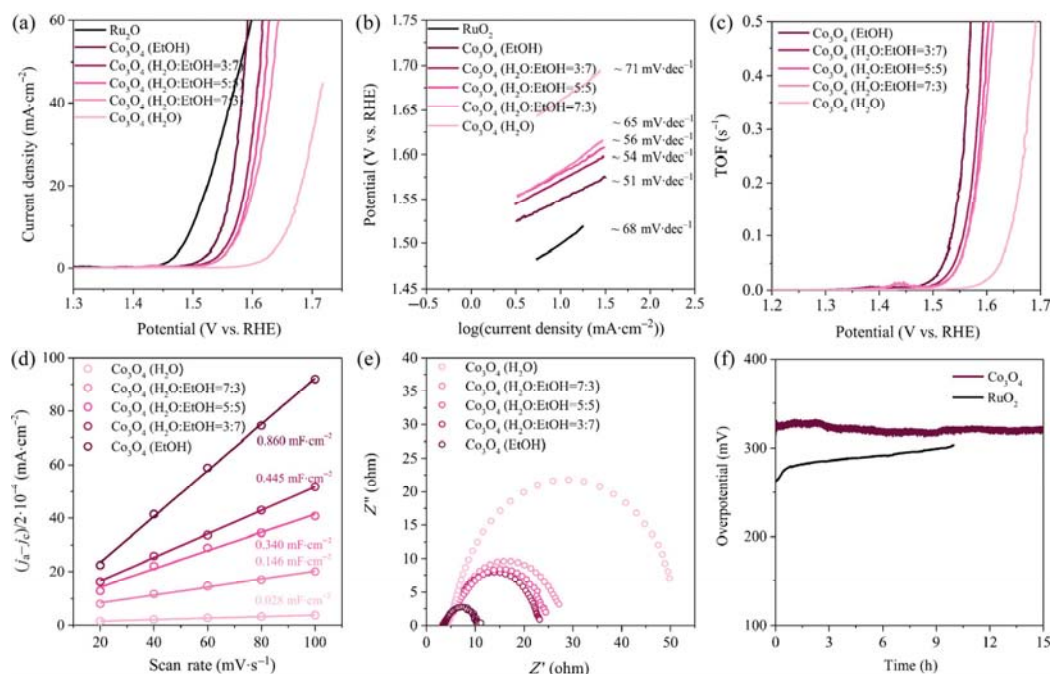 (a)
60
40
20
0
1.3
1.4
1.5
1.6
1.7
Current density (mA·cm⁻²)
Potential (V vs. RHE)
Ru₂O
Co₃O₄ (EtOH)
Co₃O₄ (H₂O:EtOH=3:7)
Co₃O₄ (H₂O:EtOH=5:5)
Co₃O₄ (H₂O:EtOH=7:3)
Co₃O₄ (H₂O)
(b)
1.75
1.70
1.65
1.60
1.55
1.50
1.45
−0.5
0.0
0.5
1.0
1.5
2.0
2.5
Potential (V vs. RHE)
log(current density (mA·cm⁻²)
RuO₂
Co₃O₄ (EtOH)
Co₃O₄ (H₂O:EtOH=3:7)
Co₃O₄ (H₂O:EtOH=5:5)
Co₃O₄ (H₂O:EtOH=7:3)
Co₃O₄ (H₂O)
~ 71 mV·dec⁻¹
~ 65 mV·dec⁻¹
~ 56 mV·dec⁻¹
~ 54 mV·dec⁻¹
~ 51 mV·dec⁻¹
~ 68 mV·dec⁻¹
(c)
0.5
0.4
0.3
0.2
0.1
0.0
1.2
1.3
1.4
1.5
1.6
1.7
TOF (s⁻¹)
Potential (V vs. RHE)
Co₃O₄ (EtOH)
Co₃O₄ (H₂O:EtOH=3:7)
Co₃O₄ (H₂O:EtOH=5:5)
Co₃O₄ (H₂O:EtOH=7:3)
Co₃O₄ (H₂O)
(d)
100
80
60
40
20
0
20
40
60
80
100
(jₐ−j꜀)/2·10⁻⁴ (mA·cm⁻²)
Scan rate (mV·s⁻¹)
Co₃O₄ (H₂O)
Co₃O₄ (H₂O:EtOH=7:3)
Co₃O₄ (H₂O:EtOH=5:5)
Co₃O₄ (H₂O:EtOH=3:7)
Co₃O₄ (EtOH)
0.860 mF·cm⁻²
0.445 mF·cm⁻²
0.340 mF·cm⁻²
0.146 mF·cm⁻²
0.028 mF·cm⁻²
(e)
40
35
30
25
20
15
10
5
0
0
10
20
30
40
50
60
Z" (ohm)
Z' (ohm)
Co₃O₄ (H₂O)
Co₃O₄ (H₂O:EtOH=7:3)
Co₃O₄ (H₂O:EtOH=5:5)
Co₃O₄ (H₂O:EtOH=3:7)
Co₃O₄ (EtOH)
(f)
400
300
200
100
0
3
6
9
12
15
Overpotential (mV)
Time (h)
Co₃O₄
RuO₂